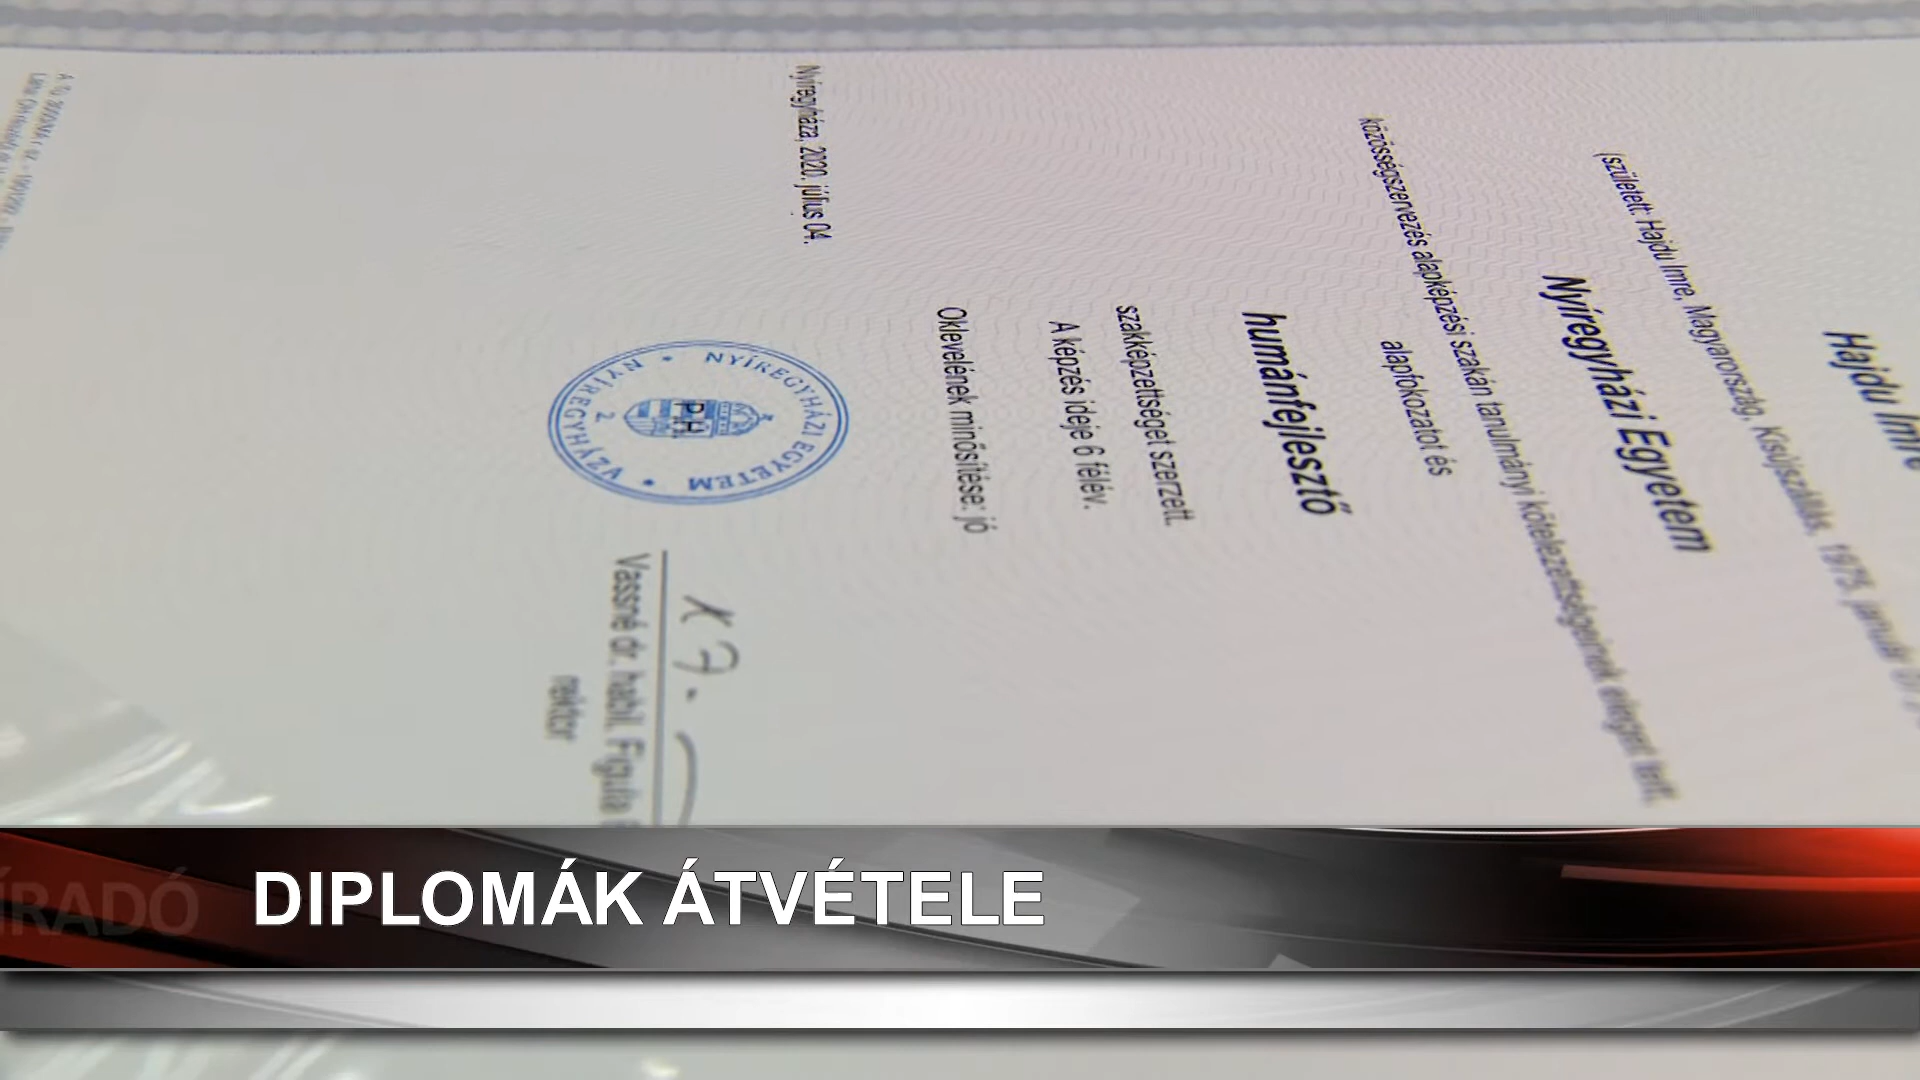 Hajdu Imre
(született: Hajdu Imre, Magyarország, Kisújszállás, 1975. január
Nyíregyházi Egyetem
közösségszervezés alapképzési szakán tanulmányi kötelezettségeinek eleget tett,
alapfokozatot és
humánfejlesztő
szakképzettséget szerzett.
A képzés ideje 6 félév.
Oklevelének minősítése: jó
Nyíregyháza, 2020. július 04.
NYÍREGYHÁZI EGYETEM • NYÍREGYHÁZA •
2
P.H.
Vassné dr. habil. Figula
rektor
ÍRADÓ
DIPLOMÁK ÁTVÉTELE